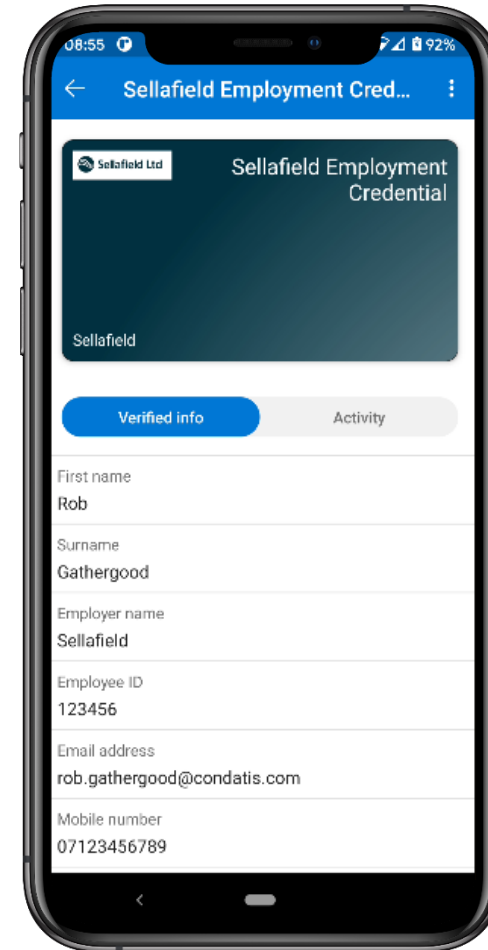 08:55 92%
Sellafield Employment Cred...
Sellafield Ltd
Sellafield Employment
Credential
Sellafield
Verified info Activity
First name
Rob
Surname
Gathergood
Employer name
Sellafield
Employee ID
123456
Email address
rob.gathergood@condatis.com
Mobile number
07123456789